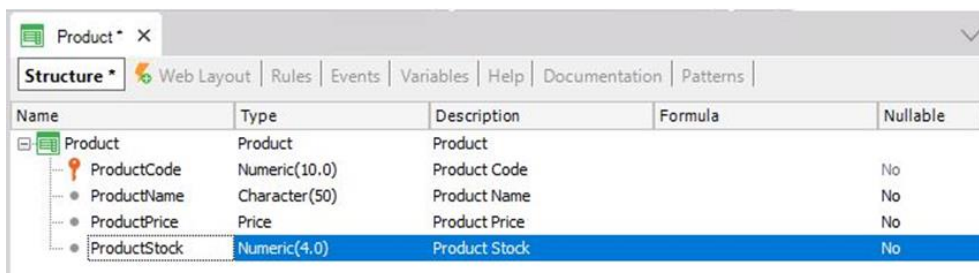 Product *
Structure * Web Layout Rules Events Variables Help Documentation Patterns
Name Type Description Formula Nullable
Product Product Product
ProductCode Numeric(10.0) Product Code No
ProductName Character(50) Product Name No
ProductPrice Price Product Price No
ProductStock Numeric(4.0) Product Stock No